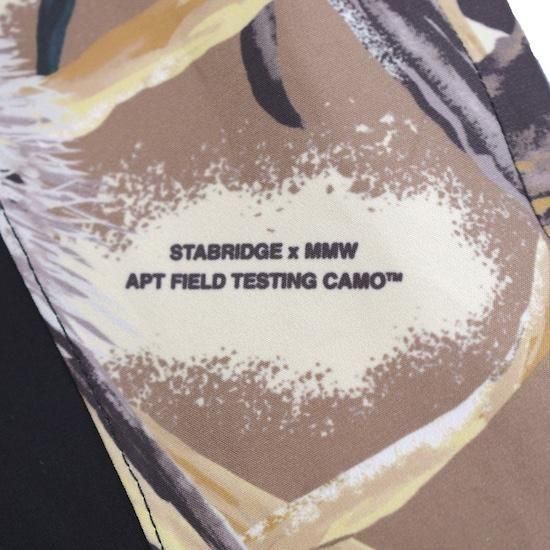 STABRIDGE x MMW
APT FIELD TESTING CAMO™